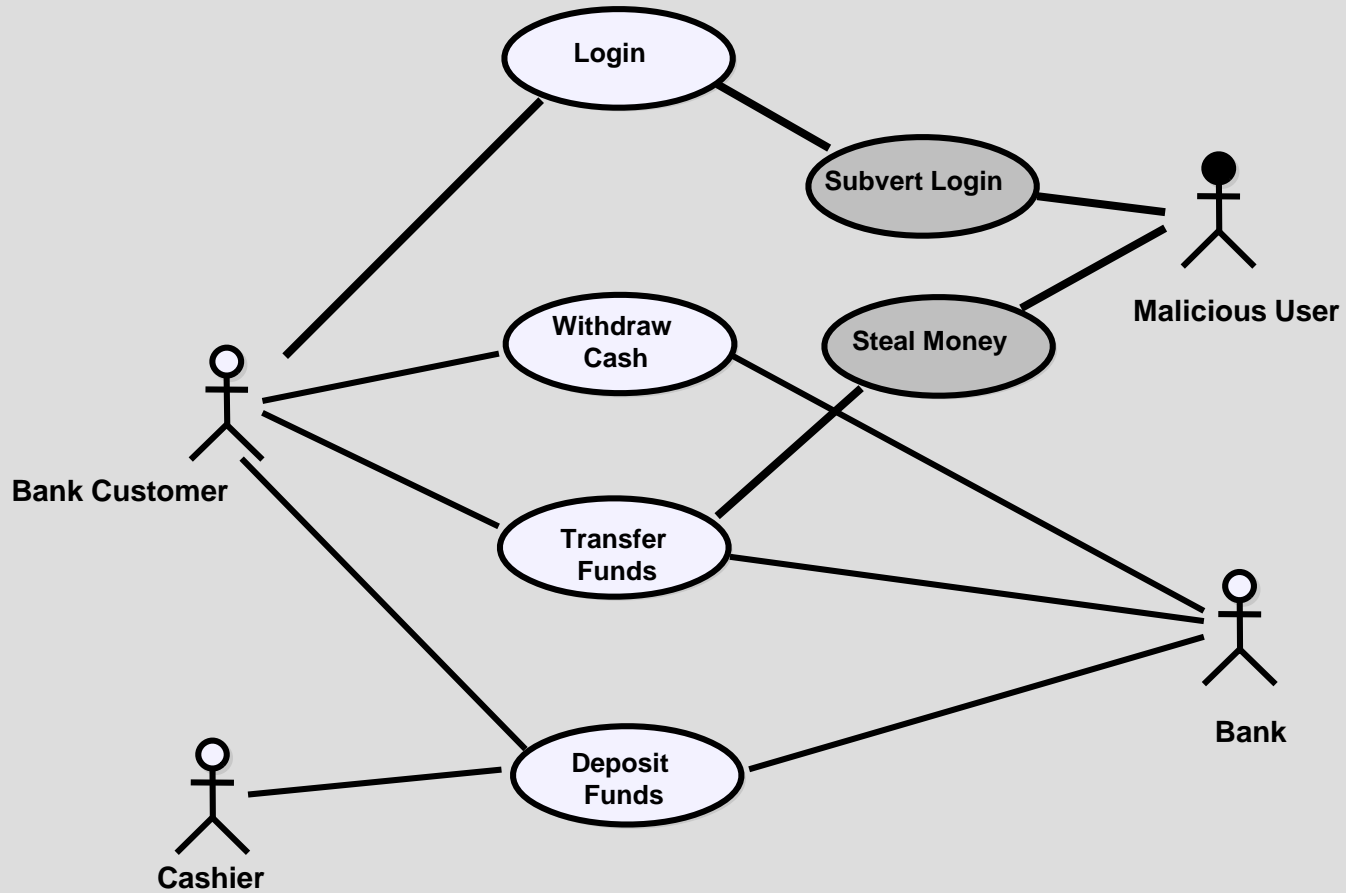 Login
Subvert Login
Malicious User
Withdraw
Cash
Steal Money
Bank Customer
Transfer
Funds
Bank
Deposit
Funds
Cashier